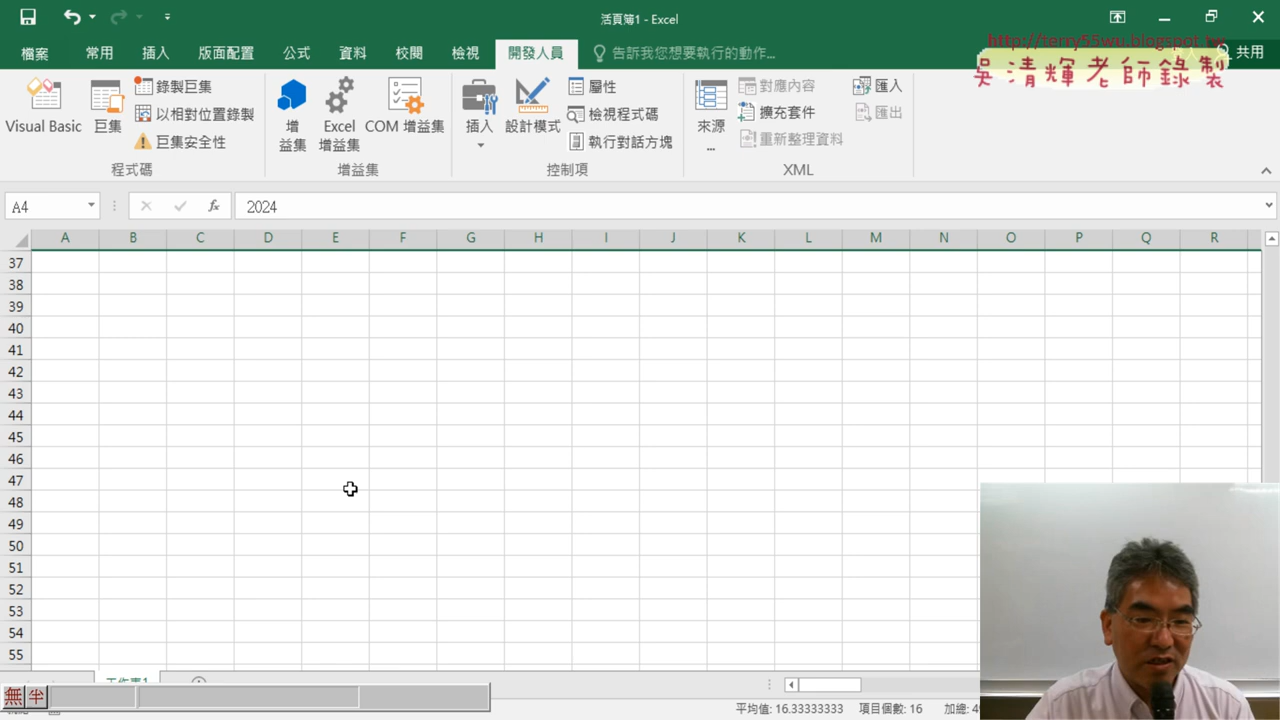 活頁簿1 - Excel
http://terry55wu.blogspot.tw
吳清輝老師錄製
檔案 常用 插入 版面配置 公式 資料 校閱 檢視 開發人員 告訴我您想要執行的動作... 共用
Visual Basic
巨集
錄製巨集
以相對位置錄製
巨集安全性
程式碼
增益集
Excel 增益集
COM 增益集
增益集
插入
設計模式
屬性
檢視程式碼
執行對話方塊
控制項
來源...
對應內容
擴充套件
重新整理資料
匯入
匯出
XML
A4 fx 2024
A B C D E F G H I J K L M N O P Q R
37
38
39
40
41
42
43
44
45
46
47
48
49
50
51
52
53
54
55
無 半
平均值: 16.33333333 項目個數: 16 加總: